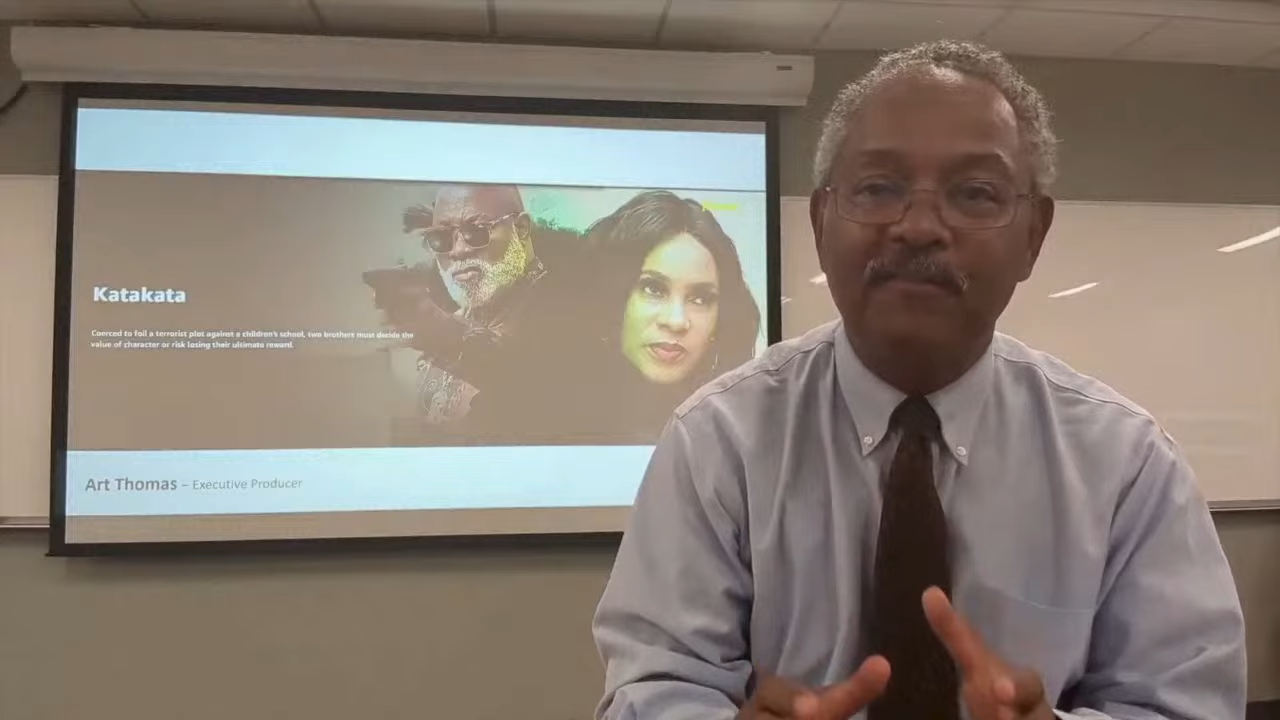 Katakata
Coerced to foil a terrorist plot against a children's school, two brothers must decide the
value of character or risk losing their ultimate reward.
Art Thomas – Executive Producer